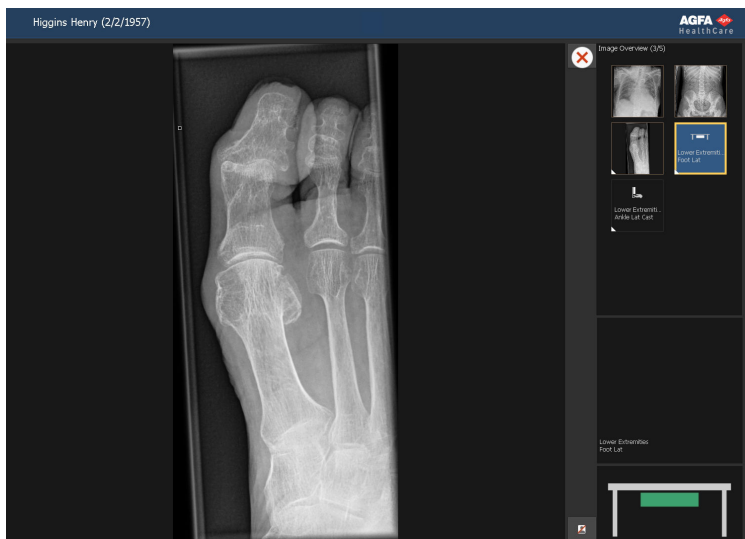 Higgins Henry (2/2/1957)
AGFA
HealthCare
Image Overview (3/5)
Lower Extremiti..
Foot Lat
Lower Extremiti..
Ankle Lat Cast
Lower Extremities
Foot Lat